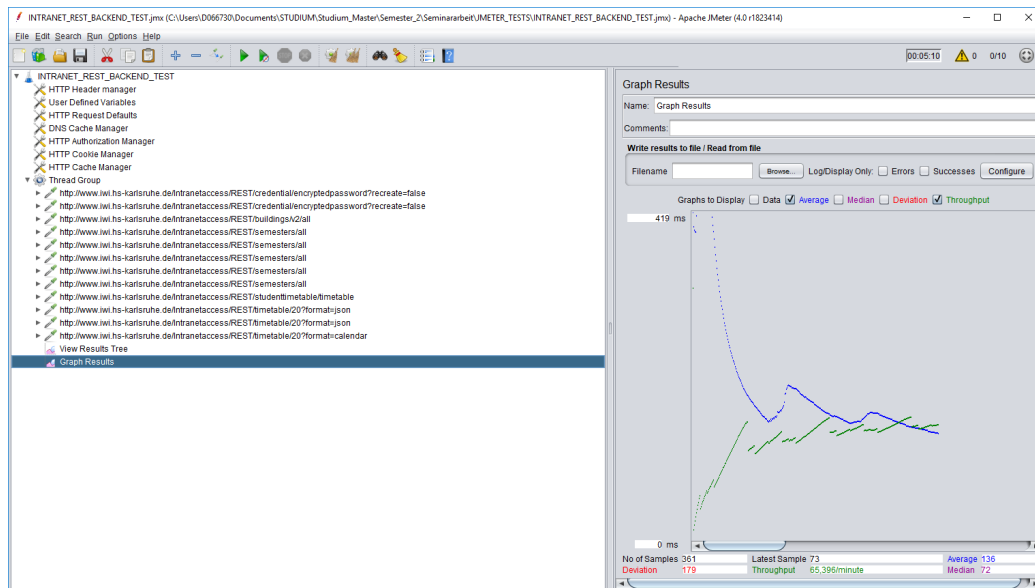 INTRANET_REST_BACKEND_TEST.jmx (C:\Users\D066730\Documents\STUDIUM\Studium_Master\Semester_2\Seminararbeit\JMETER_TESTS\INTRANET_REST_BACKEND_TEST.jmx) - Apache JMeter (4.0 r1823414)
File Edit Search Run Options Help
00:05:10 0 0/10
INTRANET_REST_BACKEND_TEST
HTTP Header manager
User Defined Variables
HTTP Request Defaults
DNS Cache Manager
HTTP Authorization Manager
HTTP Cookie Manager
HTTP Cache Manager
Thread Group
http://www.iwi.hs-karlsruhe.de/Intranetaccess/REST/credential/encryptedpassword?recreate=false
http://www.iwi.hs-karlsruhe.de/Intranetaccess/REST/credential/encryptedpassword?recreate=false
http://www.iwi.hs-karlsruhe.de/Intranetaccess/REST/buildings/v2/all
http://www.iwi.hs-karlsruhe.de/Intranetaccess/REST/semesters/all
http://www.iwi.hs-karlsruhe.de/Intranetaccess/REST/semesters/all
http://www.iwi.hs-karlsruhe.de/Intranetaccess/REST/semesters/all
http://www.iwi.hs-karlsruhe.de/Intranetaccess/REST/semesters/all
http://www.iwi.hs-karlsruhe.de/Intranetaccess/REST/semesters/all
http://www.iwi.hs-karlsruhe.de/Intranetaccess/REST/studenttimetable/timetable
http://www.iwi.hs-karlsruhe.de/Intranetaccess/REST/timetable/20?format=json
http://www.iwi.hs-karlsruhe.de/Intranetaccess/REST/timetable/20?format=json
http://www.iwi.hs-karlsruhe.de/Intranetaccess/REST/timetable/20?format=calendar
View Results Tree
Graph Results
Graph Results
Name: Graph Results
Comments:
Write results to file / Read from file
Filename Browse... Log/Display Only: Errors Successes Configure
Graphs to Display Data Average Median Deviation Throughput
419 ms
0 ms
No of Samples 361 Latest Sample 73 Average 136
Deviation 179 Throughput 65,396/minute Median 72